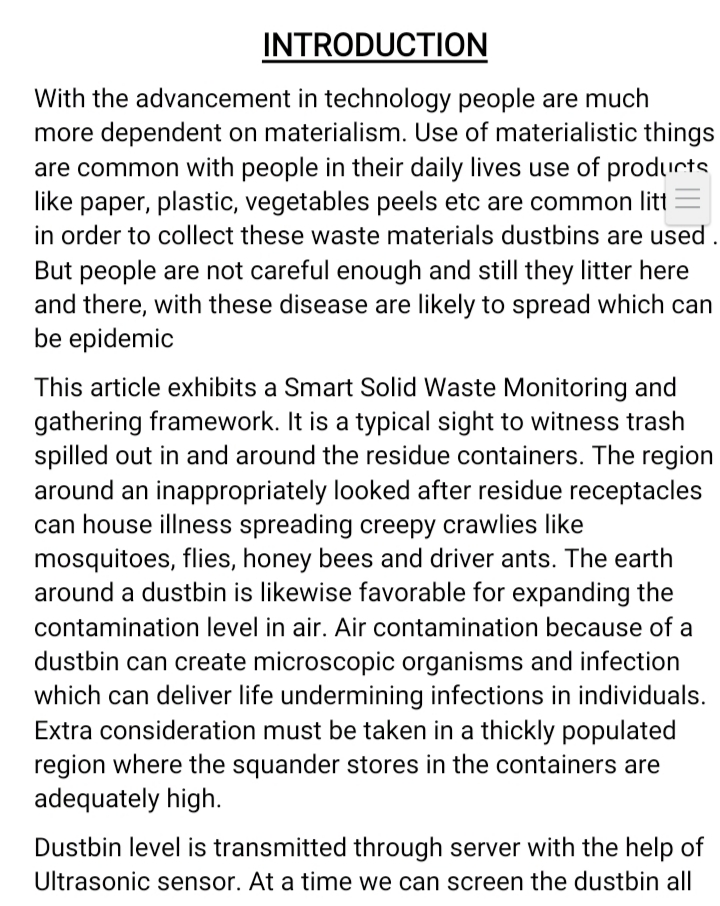 INTRODUCTION
With the advancement in technology people are much
more dependent on materialism. Use of materialistic things
are common with people in their daily lives use of products
like paper, plastic, vegetables peels etc are common
in order to collect these waste materials dustbins are used .
But people are not careful enough and still they litter here
and there, with these disease are likely to spread which can
be epidemic
This article exhibits a Smart Solid Waste Monitoring and
gathering framework. It is a typical sight to witness trash
spilled out in and around the residue containers. The region
around an inappropriately looked after residue receptacles
can house illness spreading creepy crawlies like
mosquitoes, flies, honey bees and driver ants. The earth
around a dustbin is likewise favorable for expanding the
contamination level in air. Air contamination because of a
dustbin can create microscopic organisms and infection
which can deliver life undermining infections in individuals.
Extra consideration must be taken in a thickly populated
region where the squander stores in the containers are
adequately high.
Dustbin level is transmitted through server with the help of
Ultrasonic sensor. At a time we can screen the dustbin all